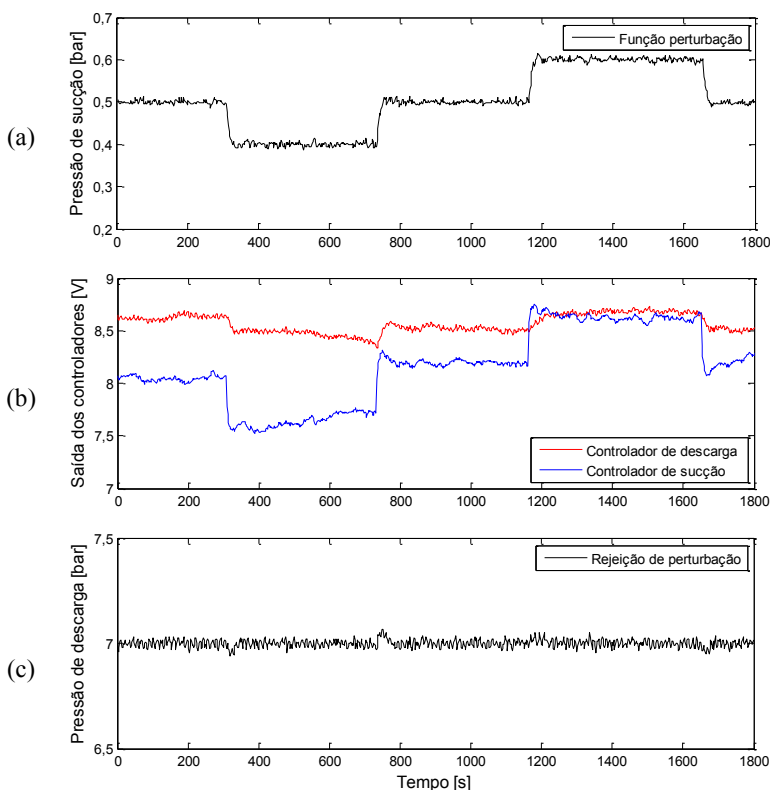 (a)
Pressão de sucção [bar]
0,7
0,6
0,5
0,4
0,3
0,2
Função perturbação
0 200 400 600 800 1000 1200 1400 1600 1800
(b)
Saída dos controladores [V]
9
8.5
8
7.5
7
Controlador de descarga
Controlador de sucção
0 200 400 600 800 1000 1200 1400 1600 1800
(c)
Pressão de descarga [bar]
7,5
7
6,5
Rejeição de perturbação
0 200 400 600 800 1000 1200 1400 1600 1800
Tempo [s]